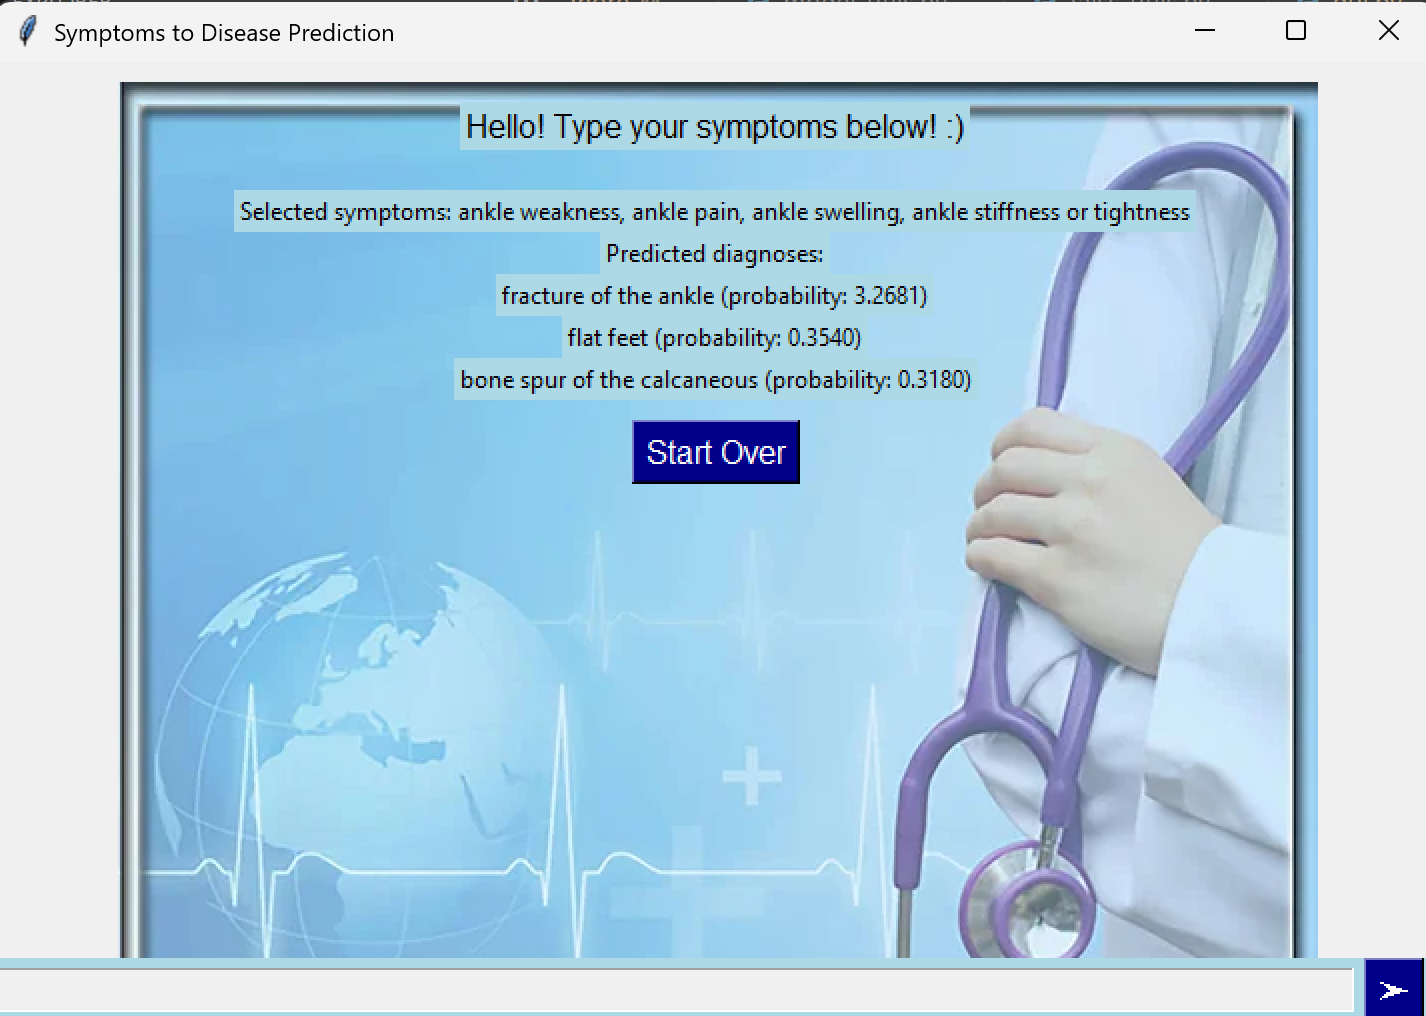 Symptoms to Disease Prediction
Hello! Type your symptoms below! :)
Selected symptoms: ankle weakness, ankle pain, ankle swelling, ankle stiffness or tightness
Predicted diagnoses:
fracture of the ankle (probability: 3.2681)
flat feet (probability: 0.3540)
bone spur of the calcaneous (probability: 0.3180)
Start Over